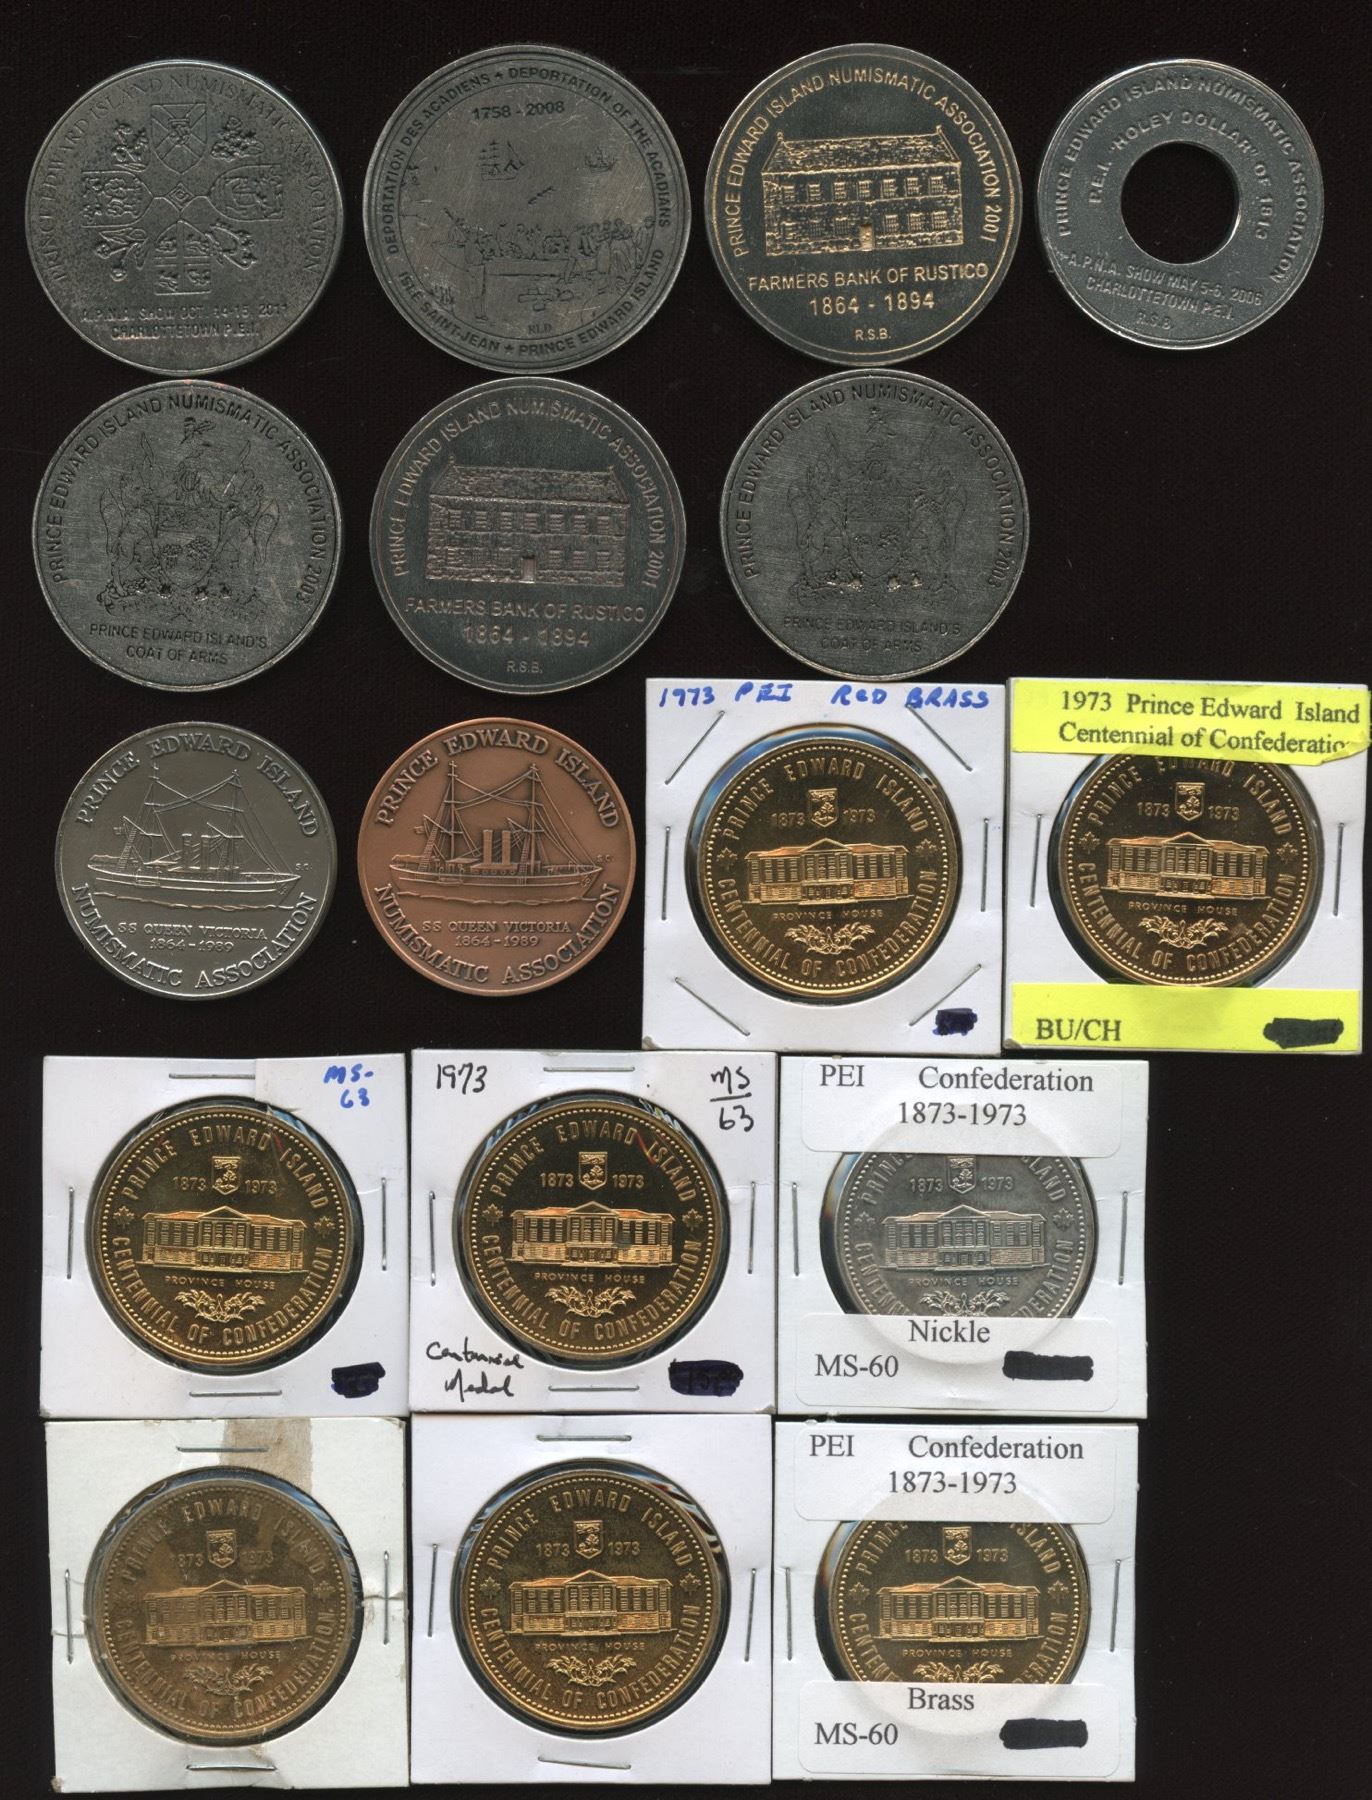 PRINCE EDWARD ISLAND NUMISMATIC ASSOCIATION
A.P.N.A. SHOW OCT. 14-15, 2011
CHARLOTTETOWN P.E.I.
DEPORTATION DES ACADIENS ✦ DEPORTATION OF THE ACADIANS
1758 - 2008
RLD
ISLE SAINT-JEAN ✦ PRINCE EDWARD ISLAND
PRINCE EDWARD ISLAND NUMISMATIC ASSOCIATION 2001
FARMERS BANK OF RUSTICO
1864 - 1894
R.S.B.
PRINCE EDWARD ISLAND NUMISMATIC ASSOCIATION
P.E.I. "HOLEY DOLLAR" OF 1813
A.P.N.A. SHOW MAY 5-6, 2006
CHARLOTTETOWN P.E.I.
R.S.B.
PRINCE EDWARD ISLAND NUMISMATIC ASSOCIATION 2003
PRINCE EDWARD ISLAND'S
COAT OF ARMS
PRINCE EDWARD ISLAND NUMISMATIC ASSOCIATION 2001
FARMERS BANK OF RUSTICO
1864 - 1894
R.S.B.
PRINCE EDWARD ISLAND NUMISMATIC ASSOCIATION 2003
PRINCE EDWARD ISLAND'S
COAT OF ARMS
PRINCE EDWARD ISLAND
S.C.
SS QUEEN VICTORIA
1864-1989
NUMISMATIC ASSOCIATION
PRINCE EDWARD ISLAND
S.C.
SS QUEEN VICTORIA
1864-1989
NUMISMATIC ASSOCIATION
1973 PEI RED BRASS
PRINCE EDWARD ISLAND
1873 1973
PROVINCE HOUSE
CENTENNIAL OF CONFEDERATION
1973 Prince Edward Island
Centennial of Confederatio
PRINCE EDWARD ISLAND
1873 1973
PROVINCE HOUSE
CENTENNIAL OF CONFEDERATION
BU/CH
MS-
63
PRINCE EDWARD ISLAND
1873 1973
PROVINCE HOUSE
CENTENNIAL OF CONFEDERATION
1973
MS
63
PRINCE EDWARD ISLAND
1873 1973
PROVINCE HOUSE
CENTENNIAL OF CONFEDERATION
Centennial
Medal
PEI Confederation
1873-1973
1873 1973
PROVINCE HOUSE
Nickle
MS-60
PRINCE EDWARD ISLAND
1873 1973
PROVINCE HOUSE
CENTENNIAL OF CONFEDERATION
PRINCE EDWARD ISLAND
1873 1973
PROVINCE HOUSE
CENTENNIAL OF CONFEDERATION
PEI Confederation
1873-1973
1873 1973
PROVINCE HOUSE
Brass
MS-60